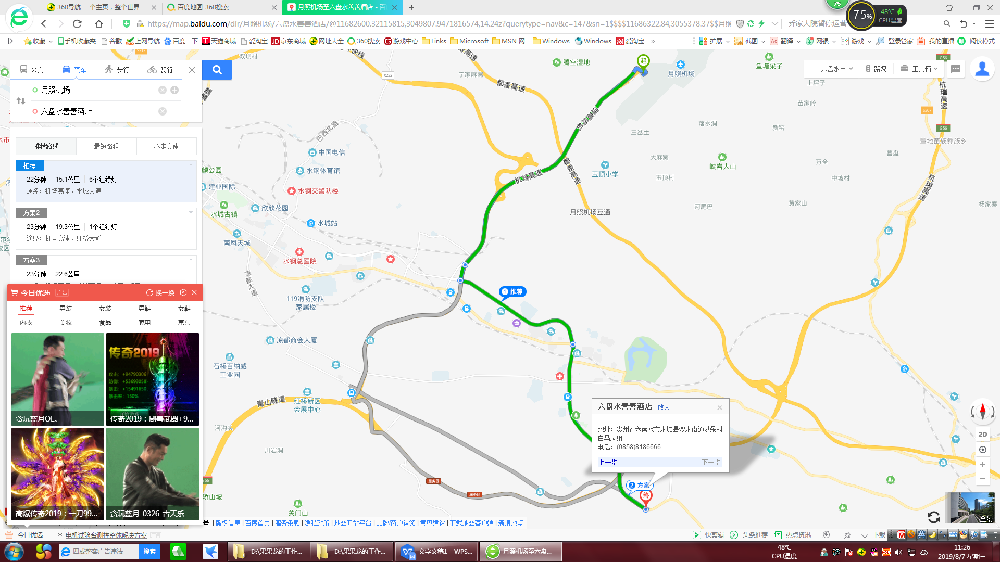 360导航_一个主页，整个世界
百度地图_360搜索
月照机场至六盘水善善酒店 - 百
75
75%
48℃
CPU温度
https://map.baidu.com/dir/月照机场/六盘水善善酒店/@11682600.32115815,3049807.9471816574,14.24z?querytype=nav&c=147&sn=1$$$$11686322.84,3055378.37$$月照
乔家大院暂停运营
收藏
手机收藏夹
谷歌
上网导航
百度一下
天猫商城
爱淘宝
京东商城
网址大全
360搜索
游戏中心
Links
Microsoft
MSN 网
Windows
Windows
爱淘宝
扩展
截图
翻译
网银
游戏
登录管家
我的直播
阅读模式
公交
驾车
步行
骑行
月照机场
六盘水善善酒店
推荐路线
最短路程
不走高速
推荐
22分钟 15.1公里 6个红绿灯
途经：机场高速、水城大道
方案2
23分钟 19.3公里 1个红绿灯
途经：机场高速、红桥大道
方案3
23分钟 22.6公里
今日优选
广告
换一换
推荐 男装 女装 男鞋 女鞋
内衣 美妆 食品 家电 京东
传奇2019
攻击：+94790306
防御：+53693058
暴击：+15491650
暴击率：150%
贪玩蓝月OL。
传奇2019：剧毒武器+9...
高爆传奇2019：一刀99...
贪玩蓝月-0326-古天乐
六盘水市
路况
工具箱
双坝村
X232
宁家麻窝
都香高速
腾空湿地
起
月照机场
鱼塘梁子
G56
上坪子
杭瑞高速
苗家岭
S307
G56
落水洞
新窑
董地苗族彝族乡
三岔土
机场高速
巴西北路
中国电信
水钢体育馆
大麻窝
峡岩大山
万全
营盘
都香高速
玉顶小学
玉顶村
中坡村
机场高速
杭瑞高速
麟公园
建业国际
水钢交警队楼
水城古镇
欣欣花园
水城站
月照机场互通
河尾巴
黄家山
杨家寨
南凤天城
水钢总医院
凉都大道
119消防支队
家属楼
1 推荐
凉都商会大厦
石桥百纳威
工业园
青山隧道
红桥新区
会展中心
河沟头
川岩洞
服务区
服务区
关门山
桥山坡
六盘水善善酒店 放大
地址：贵州省六盘水市水城县双水街道以朵村
白马洞组
电话：(0858)8186666
上一步
下一步
2 方案
终
2D
全景
版权信息 | 百度首页 | 服务条款 | 隐私政策 | 地图开放平台 | 品牌/商户认领 | 意见建议 | 下载地图客户端 | 新增地点
今日优选
电机试验台测控整体解决方案
广告
快剪辑
头条推荐
热点资讯
下载
英
四成整容广告违法
搜索
D:\果果龙的工作...
D:\果果龙的工作...
文字文稿1 - WPS...
月照机场至六盘...
48℃
CPU温度
11:26
2019/8/7 星期三